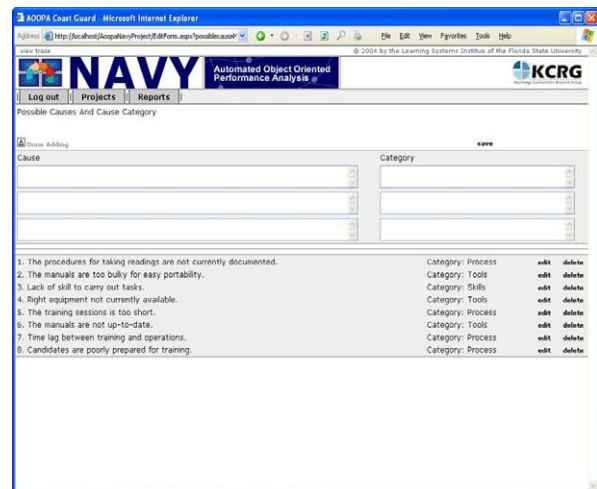 AOOPA Coast Guard - Microsoft Internet Explorer
Address http://localhost/AoopaNavyProject/EditForm.aspx?possiblecause
File Edit View Favorites Tools Help
view trace © 2004 by the Learning Systems Institue of the Florida State University
NAVY Automated Object Oriented Performance Analysis KCRG
Log out Projects Reports
Possible Causes And Cause Category
A Done Adding save
Cause Category
1. The procedures for taking readings are not currently documented. Category: Process edit delete
2. The manuals are too bulky for easy portability. Category: Tools edit delete
3. Lack of skill to carry out tasks. Category: Skills edit delete
4. Right equipment not currently available. Category: Tools edit delete
5. The training sessions is too short. Category: Process edit delete
6. The manuals are not up-to-date. Category: Tools edit delete
7. Time lag between training and operations. Category: Process edit delete
8. Candidates are poorly prepared for training. Category: Process edit delete